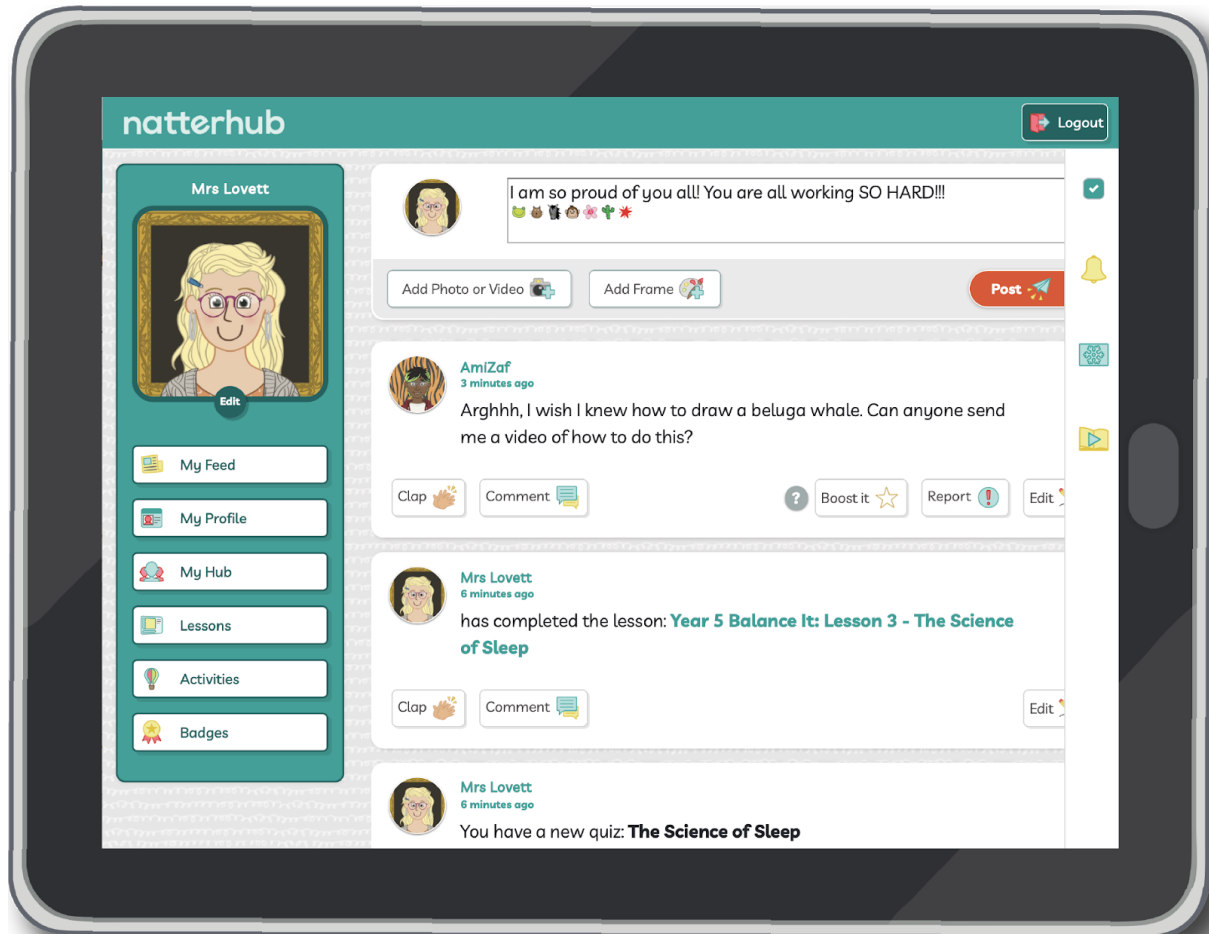 natterhub
Logout
Mrs Lovett
Edit
My Feed
My Profile
My Hub
Lessons
Activities
Badges
I am so proud of you all! You are all working SO HARD!!!
🐸🐻🦓🐵🌸🌵💥
Add Photo or Video
Add Frame
Post
AmiZaf
3 minutes ago
Arghhh, I wish I knew how to draw a beluga whale. Can anyone send
me a video of how to do this?
Clap
Comment
?
Boost it
Report
Edit
Mrs Lovett
6 minutes ago
has completed the lesson: Year 5 Balance It: Lesson 3 - The Science
of Sleep
Clap
Comment
Edit
Mrs Lovett
6 minutes ago
You have a new quiz: The Science of Sleep